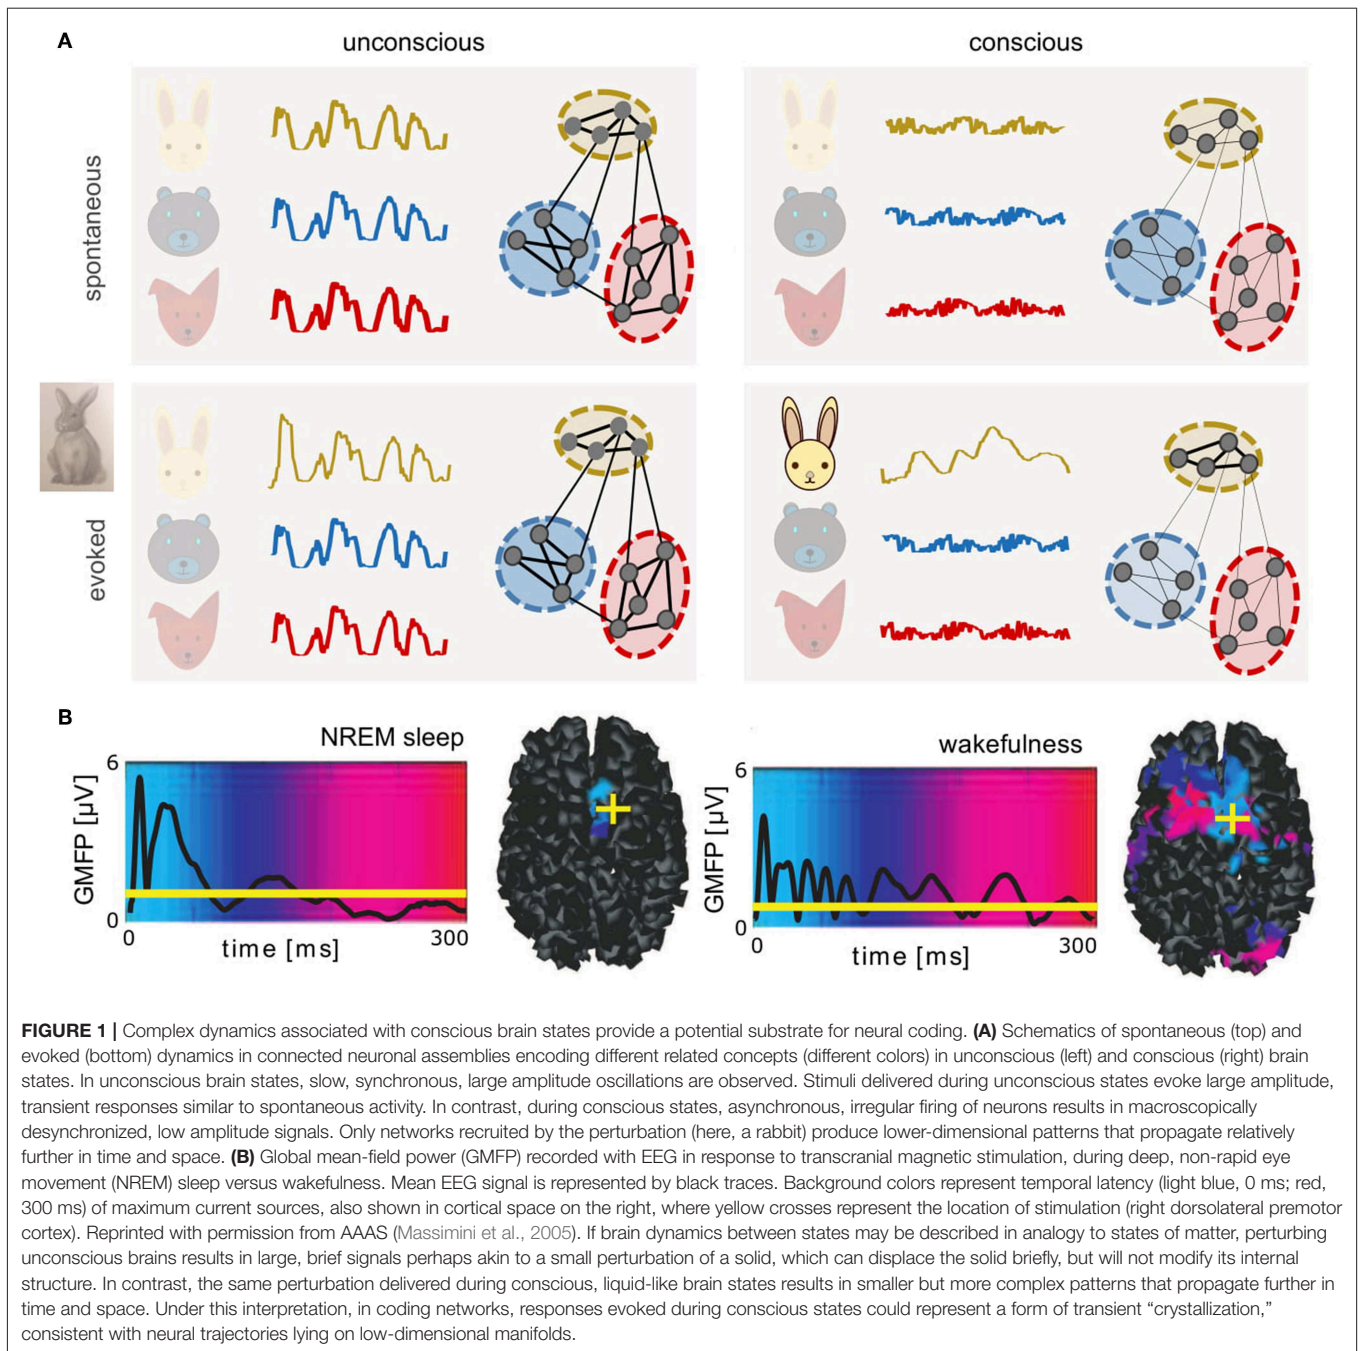 A
unconscious
conscious
spontaneous
evoked
B
NREM sleep
wakefulness
6
GMFP [µV]
0
0
300
time [ms]
6
GMFP [µV]
0
0
300
time [ms]
FIGURE 1 | Complex dynamics associated with conscious brain states provide a potential substrate for neural coding. (A) Schematics of spontaneous (top) and
evoked (bottom) dynamics in connected neuronal assemblies encoding different related concepts (different colors) in unconscious (left) and conscious (right) brain
states. In unconscious brain states, slow, synchronous, large amplitude oscillations are observed. Stimuli delivered during unconscious states evoke large amplitude,
transient responses similar to spontaneous activity. In contrast, during conscious states, asynchronous, irregular firing of neurons results in macroscopically
desynchronized, low amplitude signals. Only networks recruited by the perturbation (here, a rabbit) produce lower-dimensional patterns that propagate relatively
further in time and space. (B) Global mean-field power (GMFP) recorded with EEG in response to transcranial magnetic stimulation, during deep, non-rapid eye
movement (NREM) sleep versus wakefulness. Mean EEG signal is represented by black traces. Background colors represent temporal latency (light blue, 0 ms; red,
300 ms) of maximum current sources, also shown in cortical space on the right, where yellow crosses represent the location of stimulation (right dorsolateral premotor
cortex). Reprinted with permission from AAAS (Massimini et al., 2005). If brain dynamics between states may be described in analogy to states of matter, perturbing
unconscious brains results in large, brief signals perhaps akin to a small perturbation of a solid, which can displace the solid briefly, but will not modify its internal
structure. In contrast, the same perturbation delivered during conscious, liquid-like brain states results in smaller but more complex patterns that propagate further in
time and space. Under this interpretation, in coding networks, responses evoked during conscious states could represent a form of transient “crystallization,”
consistent with neural trajectories lying on low-dimensional manifolds.